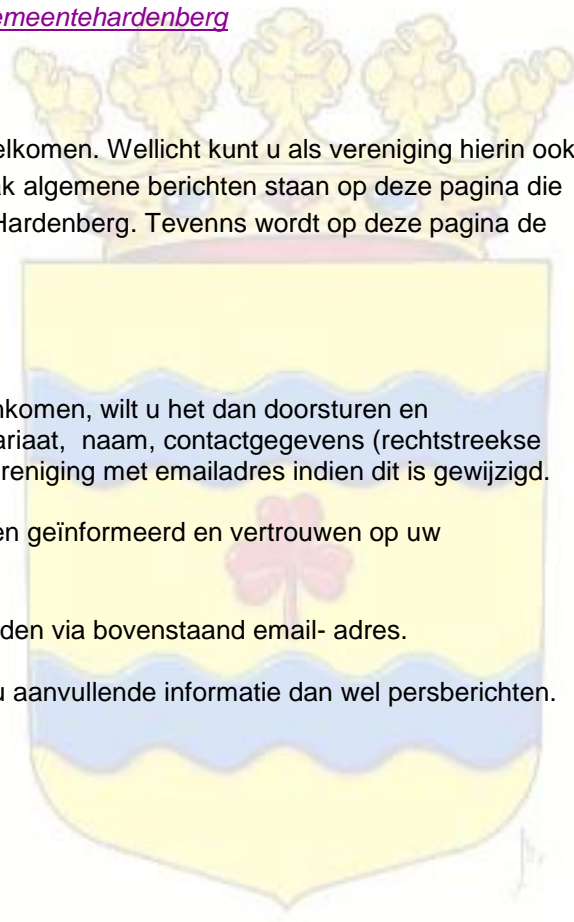 emeentehardenberg
elkomen. Wellicht kunt u als vereniging hierin ook
ak algemene berichten staan op deze pagina die
Hardenberg. Tevenns wordt op deze pagina de
nkomen, wilt u het dan doorsturen en
ariaat, naam, contactgegevens (rechtstreekse
ereniging met emailadres indien dit is gewijzigd.
en geïnformeerd en vertrouwen op uw
den via bovenstaand email- adres.
u aanvullende informatie dan wel persberichten.